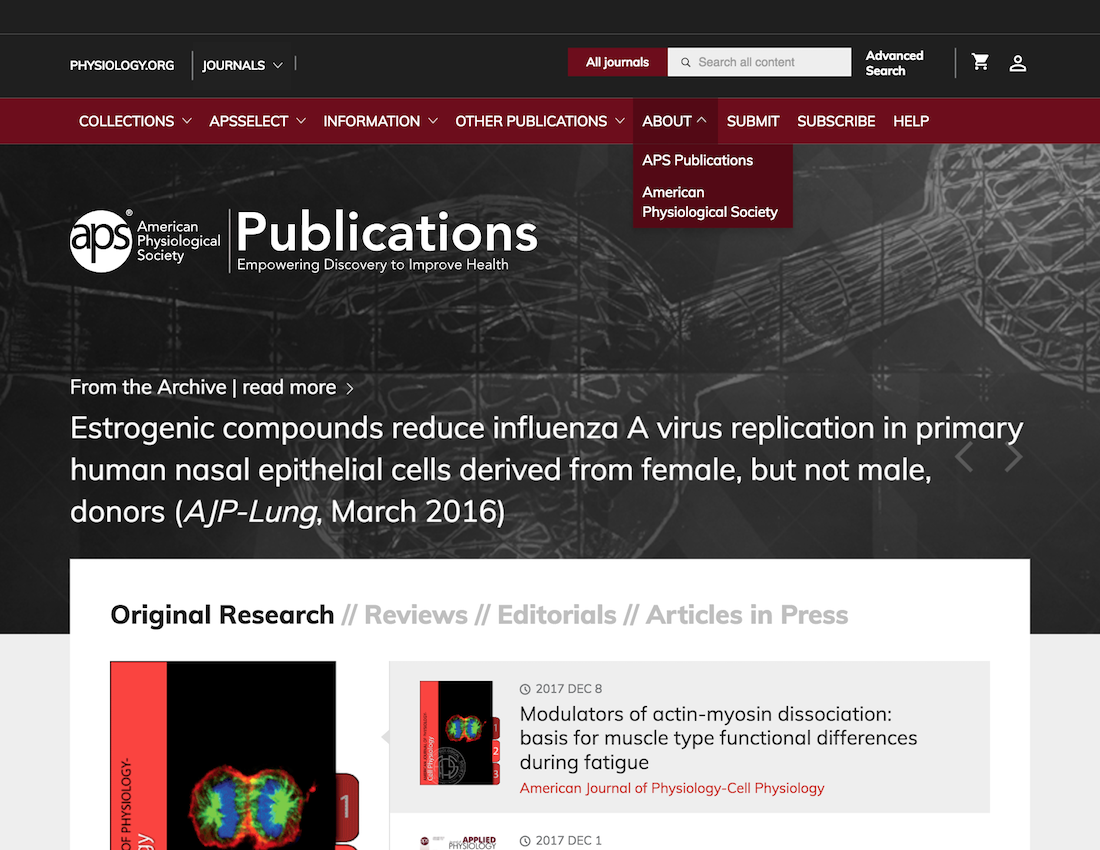 PHYSIOLOGY.ORG
JOURNALS
All journals
Search all content
Advanced
Search
COLLECTIONS
APSSELECT
INFORMATION
OTHER PUBLICATIONS
ABOUT
SUBMIT
SUBSCRIBE
HELP
APS Publications
American
Physiological Society
aps®
American
Physiological
Society
Publications
Empowering Discovery to Improve Health
From the Archive | read more
Estrogenic compounds reduce influenza A virus replication in primary
human nasal epithelial cells derived from female, but not male,
donors (AJP-Lung, March 2016)
Original Research // Reviews // Editorials // Articles in Press
OF PHYSIOLOGY-
gy
1
Cell Physiology
1
2
3
2017 DEC 8
Modulators of actin-myosin dissociation:
basis for muscle type functional differences
during fatigue
American Journal of Physiology-Cell Physiology
APPLIED
PHYSIOLOGY
2017 DEC 1